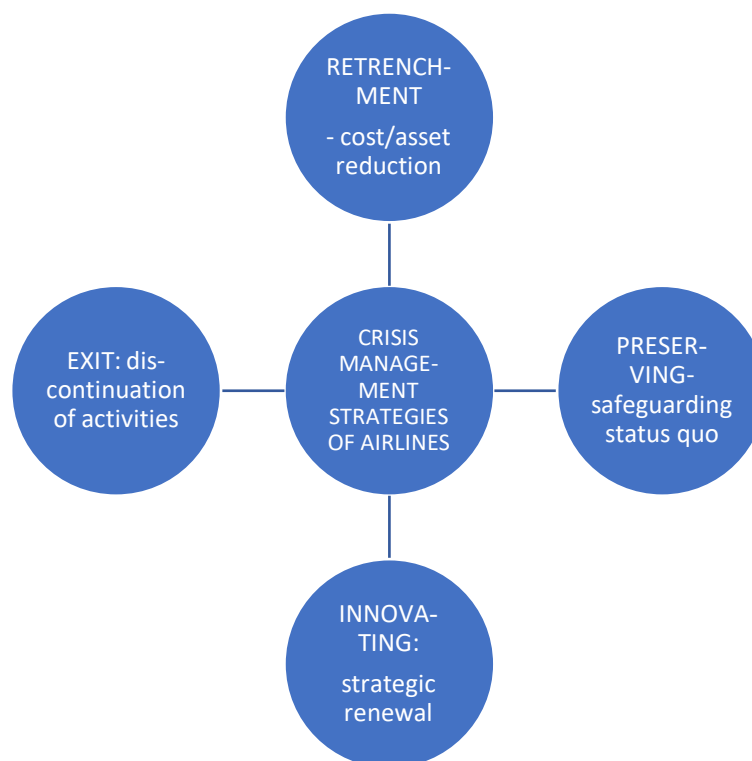 RETRENCH-
MENT
- cost/asset
reduction
EXIT: dis-
continuation
of activities
CRISIS
MANAGE-
MENT
STRATEGIES
OF AIRLINES
PRESER-
VING-
safeguarding
status quo
INNOVA-
TING:
strategic
renewal